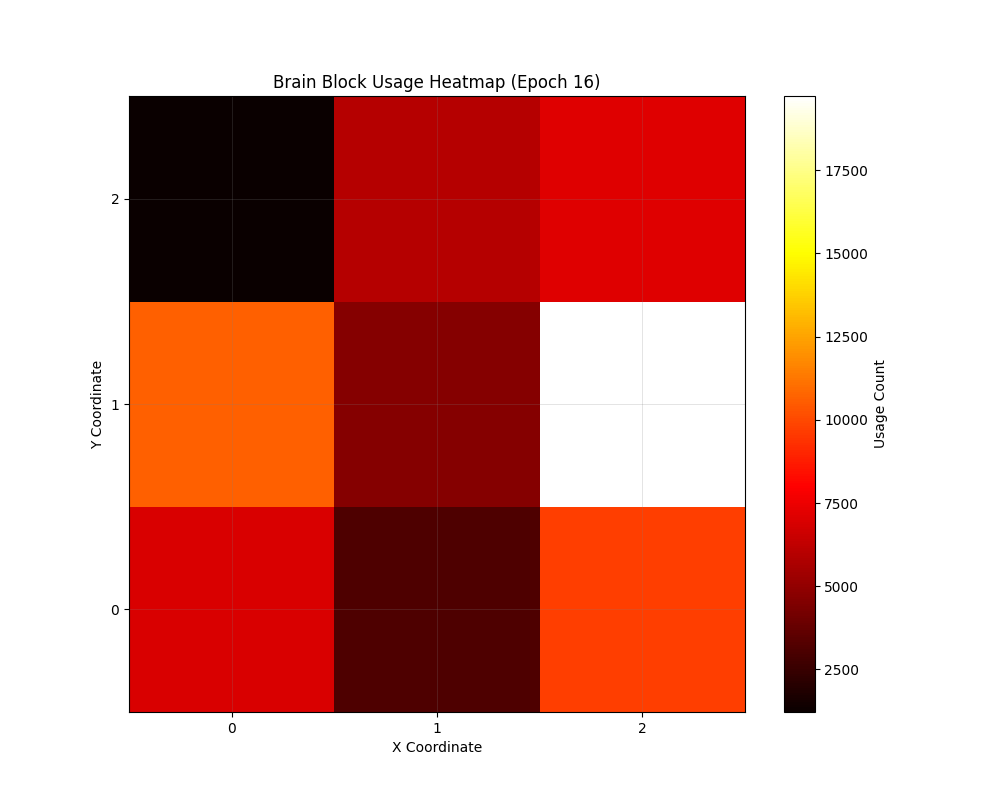 Brain Block Usage Heatmap (Epoch 16)
2
1
0
Y Coordinate
0 1 2
X Coordinate
17500
15000
12500
10000
7500
5000
2500
Usage Count